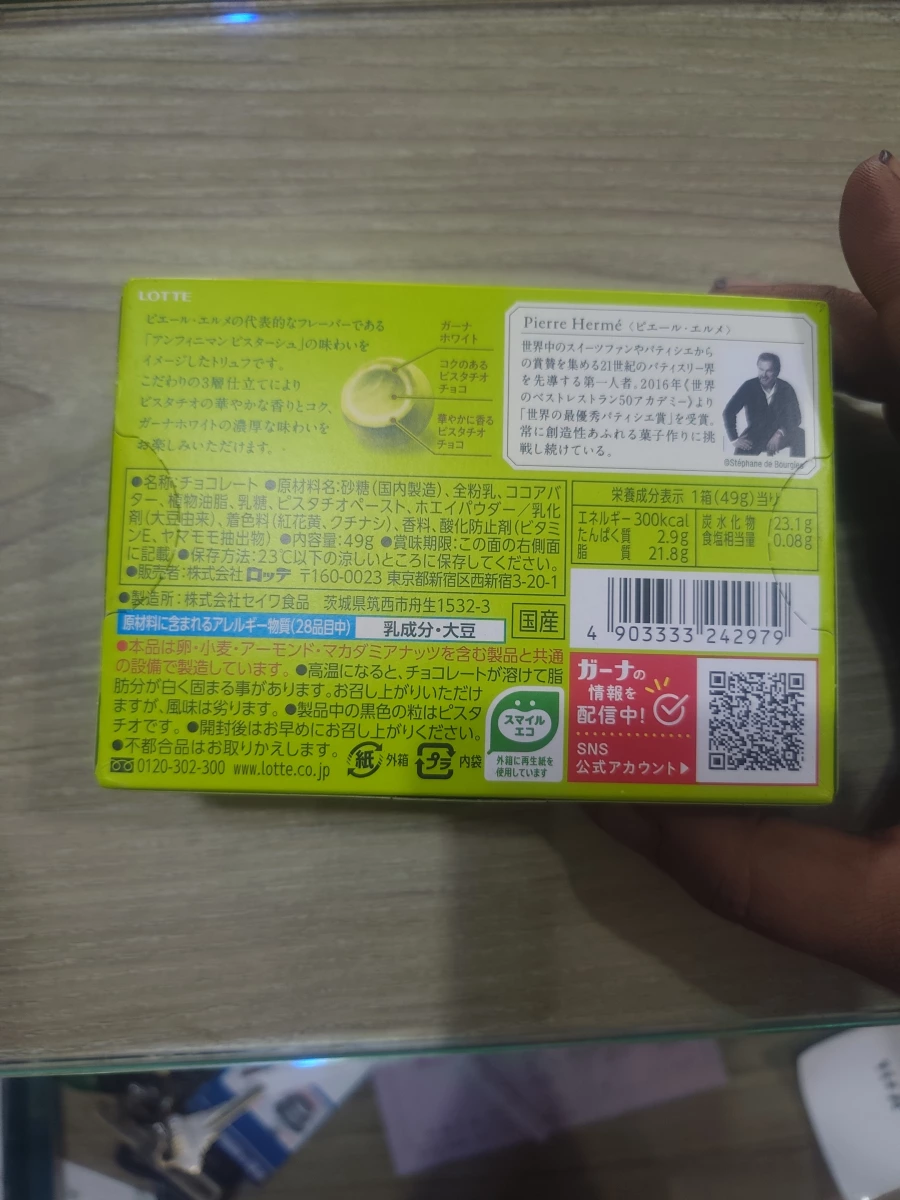 LOTTE
ピエール・エルメの代表的なフレーバーである
「アンフィニマン ピスターシュ」の味わいを
イメージしたトリュフです。
こだわりの3層仕立てにより
ピスタチオの華やかな香りとコク、
ガーナホワイトの濃厚な味わいを
お楽しみいただけます。
ガーナ
ホワイト
コクのある
ピスタチオ
チョコ
華やかに香る
ピスタチオ
チョコ
Pierre Hermé（ピエール・エルメ）
世界中のスイーツファンやパティシエから
の賞賛を集める21世紀のパティスリー界
を先導する第一人者。2016年《世界
のベストレストラン50アカデミー》より
「世界の最優秀パティシエ賞」を受賞。
常に創造性あふれる菓子作りに挑
戦し続けている。
©Stéphane de Bourgies
●名称:チョコレート ●原材料名:砂糖(国内製造)、全粉乳、ココアバ
ター、植物油脂、乳糖、ピスタチオペースト、ホエイパウダー／乳化
剤(大豆由来)、着色料(紅花黄、クチナシ)、香料、酸化防止剤(ビタミ
ンE、ヤマモモ抽出物) ●内容量:49g ●賞味期限:この面の右側面
に記載 ●保存方法:23℃以下の涼しいところに保存してください。
●販売者:株式会社 ロッテ 〒160-0023 東京都新宿区西新宿3-20-1
●製造所:株式会社セイワ食品 茨城県筑西市舟生1532-3
国産
原材料に含まれるアレルギー物質(28品目中)
乳成分・大豆
●本品は卵・小麦・アーモンド・マカダミアナッツを含む製品と共通
の設備で製造しています。 ●高温になると、チョコレートが溶けて脂
肪分が白く固まる事があります。お召し上がりいただけ
ますが、風味は劣ります。 ●製品中の黒色の粒はピスタ
チオです。 ●開封後はお早めにお召し上がりください。
●不都合品はお取りかえします。
0120-302-300 www.lotte.co.jp
紙 外箱
プラ 内袋
スマイル
エコ
外箱に再生紙を
使用しています
栄養成分表示 1箱(49g)当り
エネルギー 300kcal 炭水化物 23.1g
たんぱく質 2.9g 食塩相当量 0.08g
脂質 21.8g
4 903333 242979
ガーナの
情報を
配信中!
SNS
公式アカウント▶